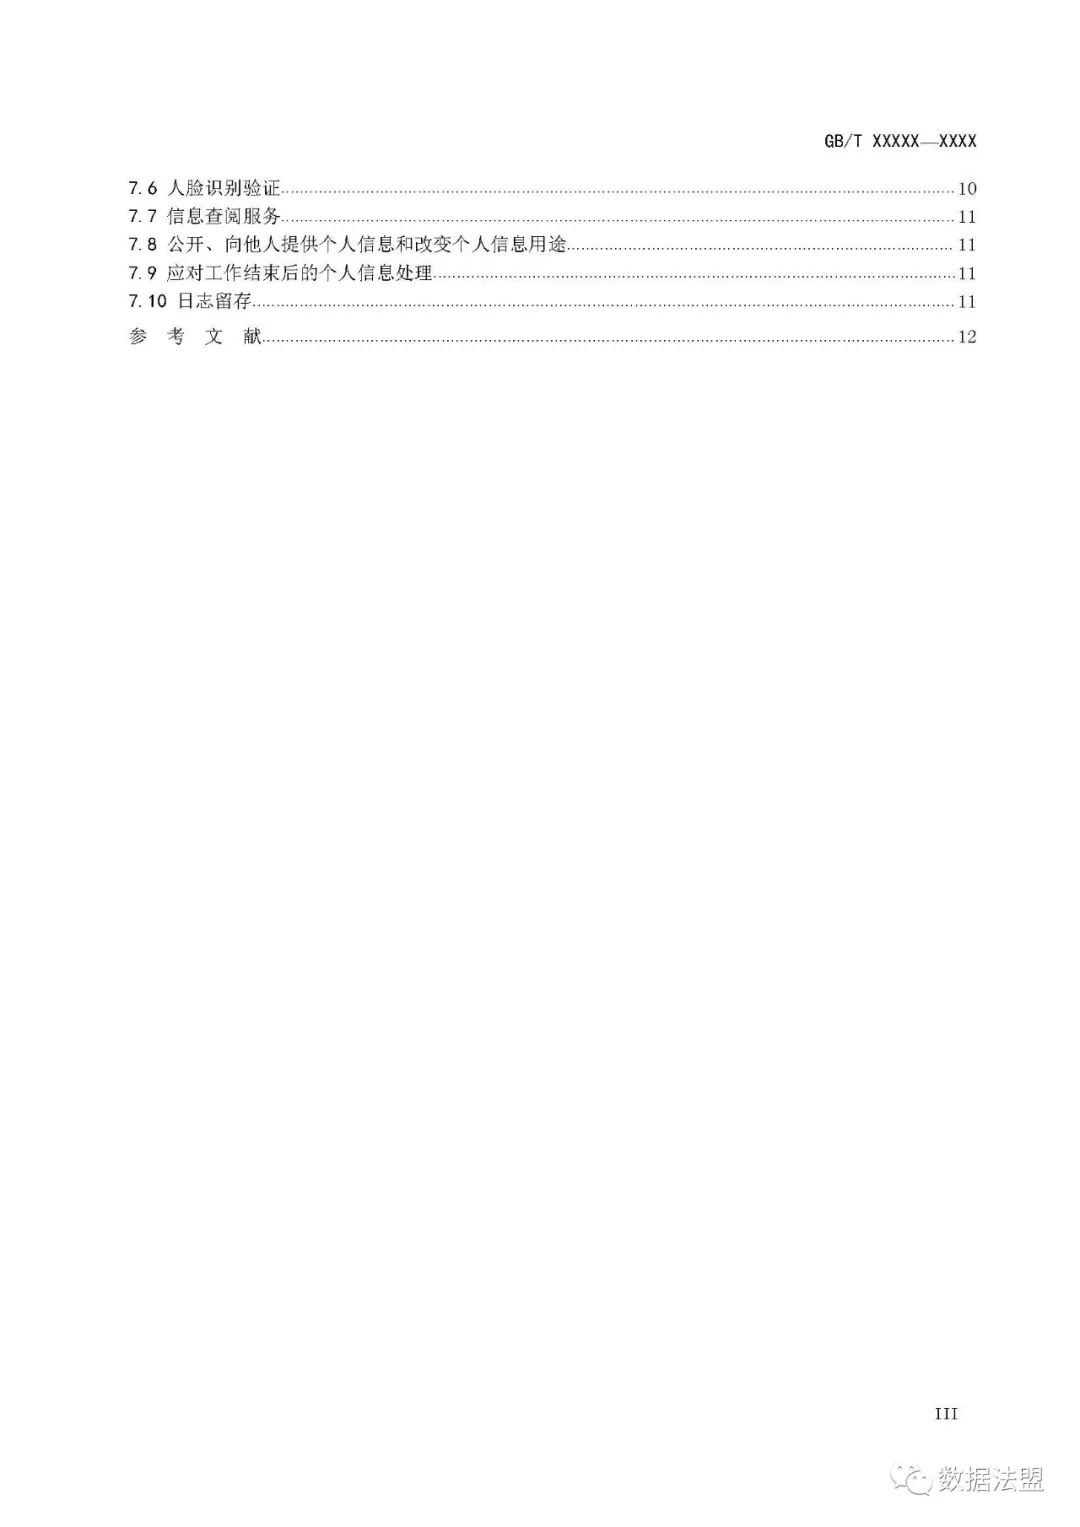 GB/T XXXXX—XXXX
7.6 人脸识别验证 10
7.7 信息查阅服务 11
7.8 公开、向他人提供个人信息和改变个人信息用途 11
7.9 应对工作结束后的个人信息处理 11
7.10 日志留存 11
参 考 文 献 12
III
数据法盟